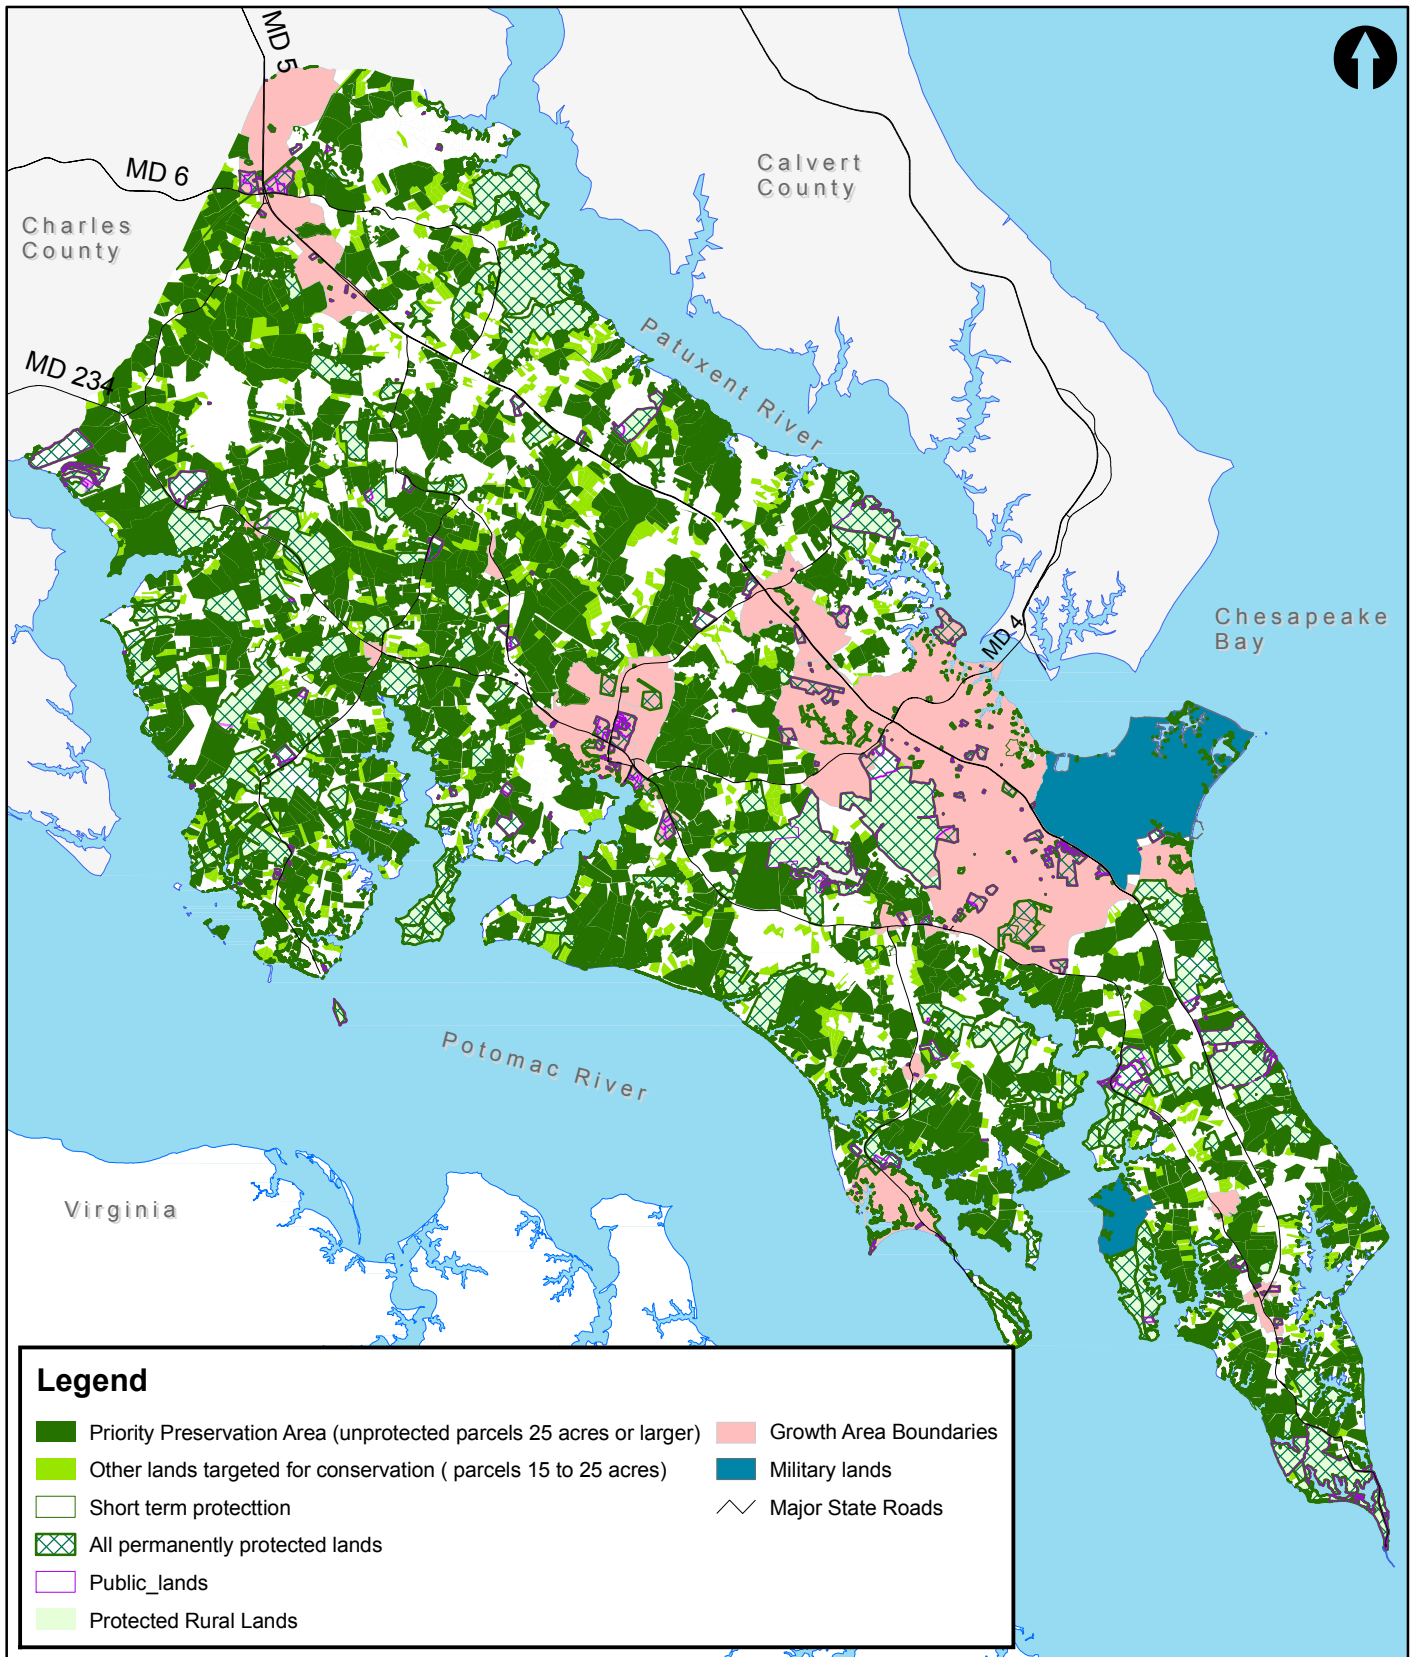 MD 5
MD 6
Calvert
County
Charles
County
Patuxent River
MD 234
Chesapeake
Bay
MD 4
Potomac River
Virginia
Legend
Priority Preservation Area (unprotected parcels 25 acres or larger)
Other lands targeted for conservation ( parcels 15 to 25 acres)
Short term protecttion
All permanently protected lands
Public_lands
Protected Rural Lands
Growth Area Boundaries
Military lands
Major State Roads